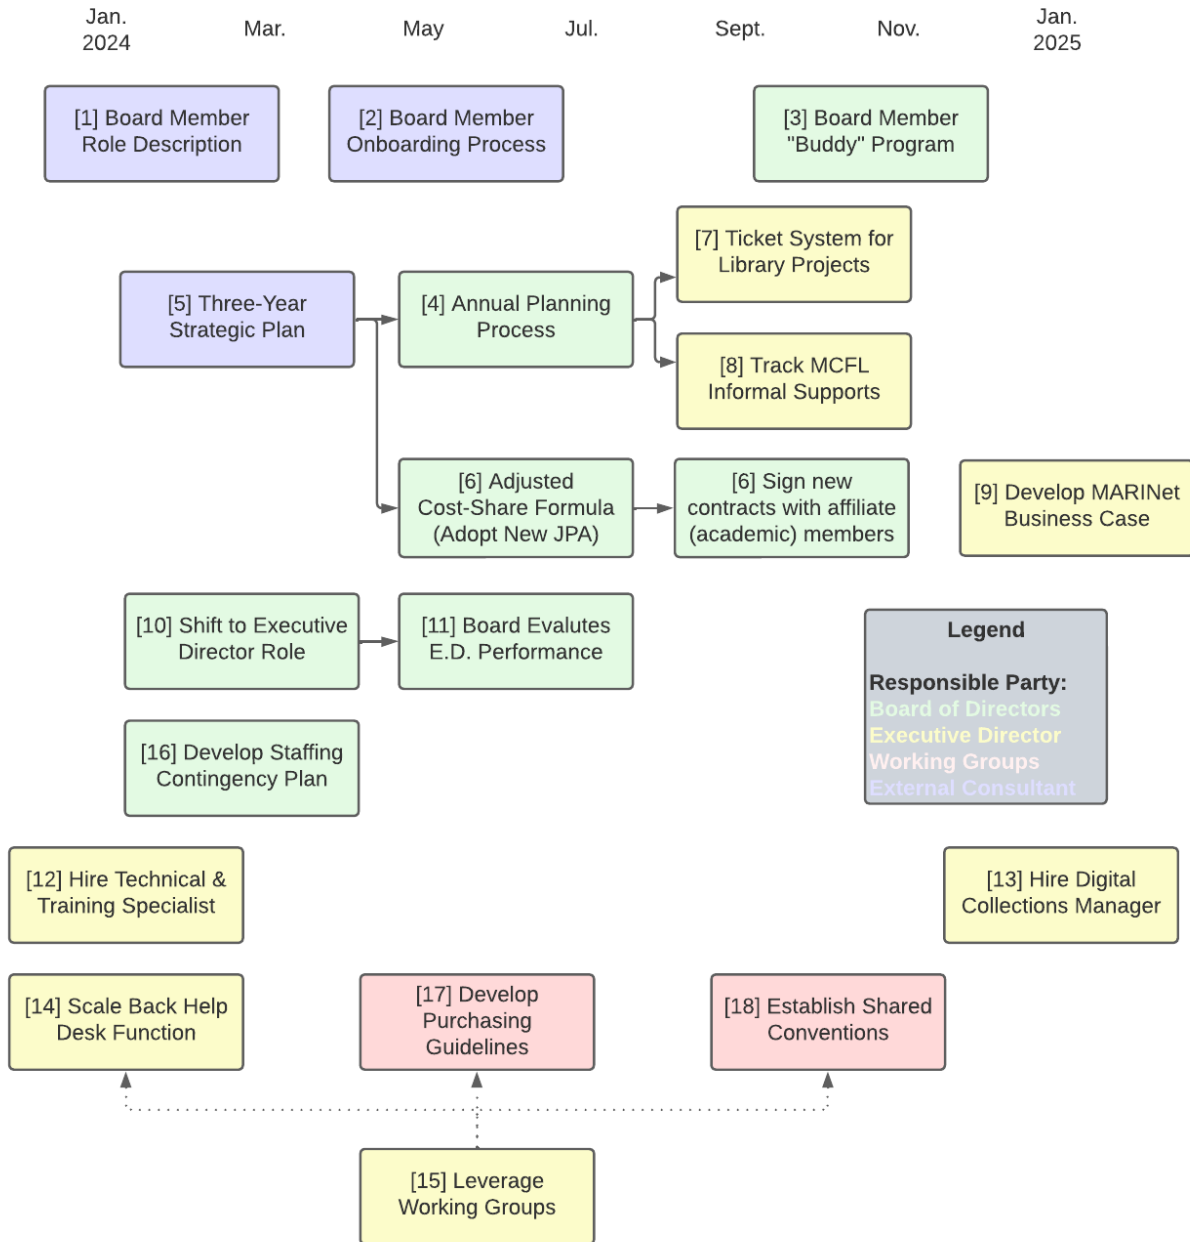 Jan.
2024
Mar.
May
Jul.
Sept.
Nov.
Jan.
2025
[1] Board Member
Role Description
[2] Board Member
Onboarding Process
[3] Board Member
"Buddy" Program
[7] Ticket System for
Library Projects
[5] Three-Year
Strategic Plan
[4] Annual Planning
Process
[8] Track MCFL
Informal Supports
[6] Adjusted
Cost-Share Formula
(Adopt New JPA)
[6] Sign new
contracts with affiliate
(academic) members
[9] Develop MARINet
Business Case
[10] Shift to Executive
Director Role
[11] Board Evalutes
E.D. Performance
Legend
Responsible Party:
Board of Directors
Executive Director
Working Groups
External Consultant
[16] Develop Staffing
Contingency Plan
[12] Hire Technical &
Training Specialist
[13] Hire Digital
Collections Manager
[14] Scale Back Help
Desk Function
[17] Develop
Purchasing
Guidelines
[18] Establish Shared
Conventions
[15] Leverage
Working Groups